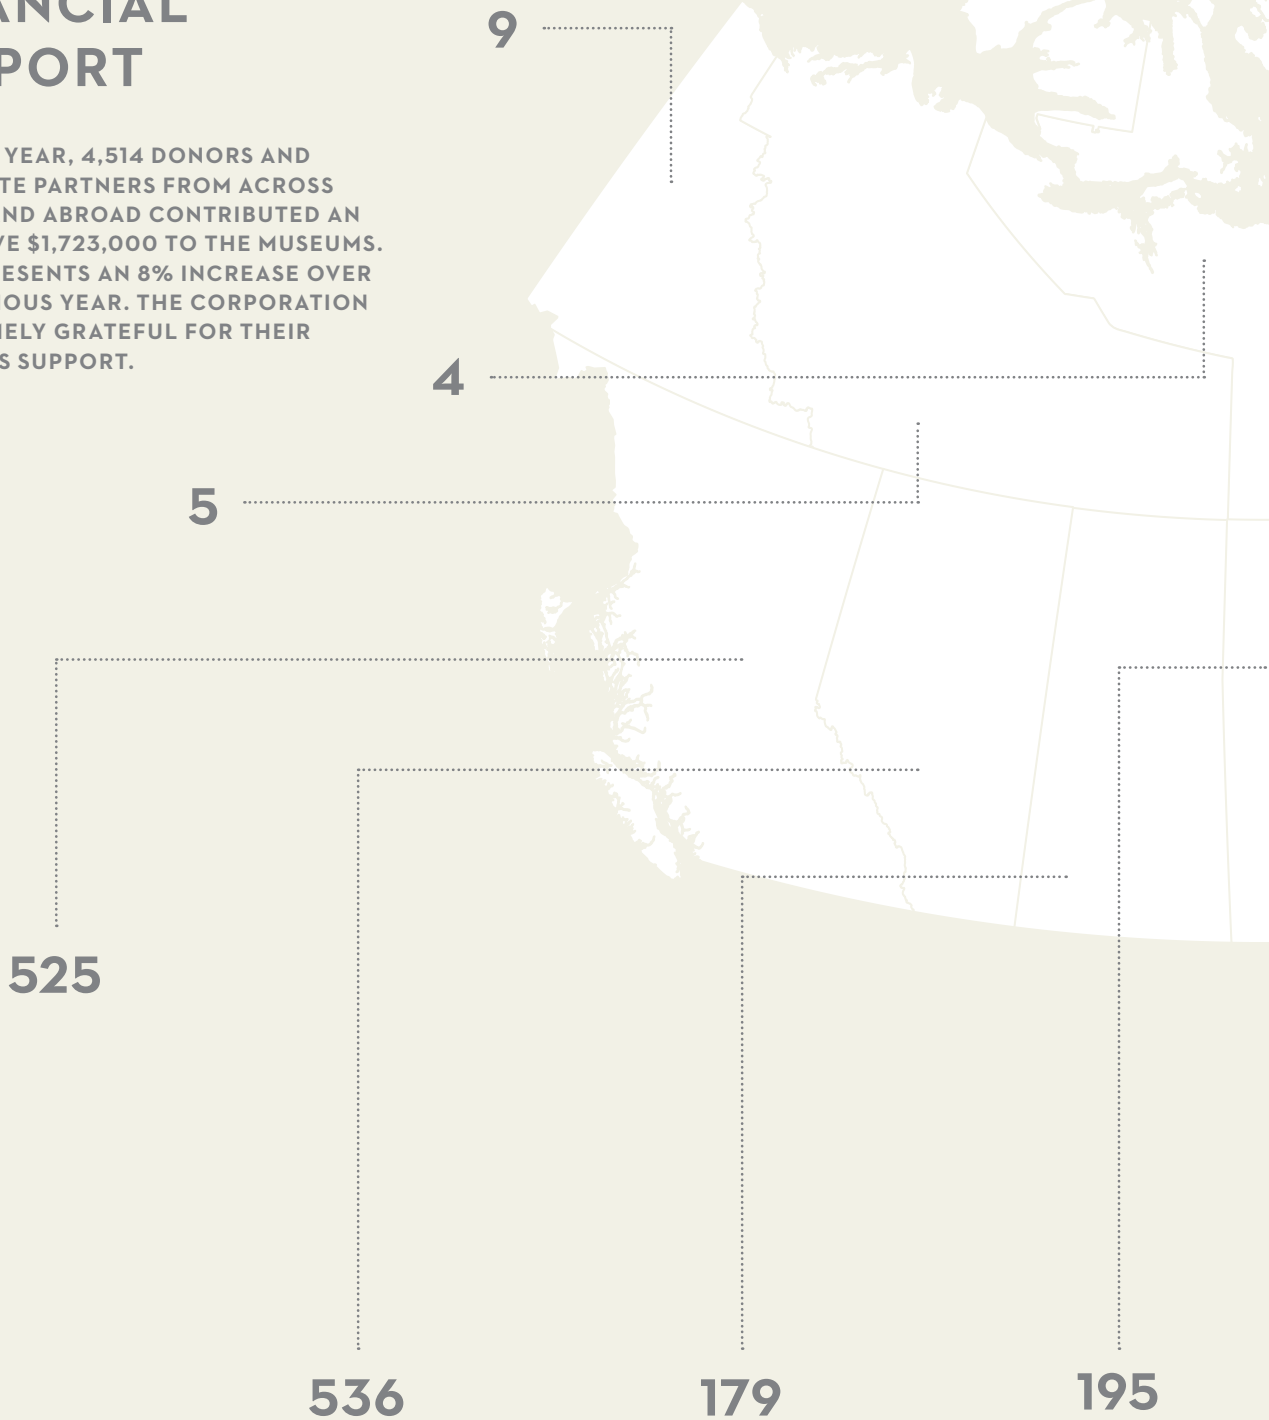 ANCIAL
PORT
YEAR, 4,514 DONORS AND
TE PARTNERS FROM ACROSS
ND ABROAD CONTRIBUTED AN
VE $1,723,000 TO THE MUSEUMS.
ESENTS AN 8% INCREASE OVER
IOUS YEAR. THE CORPORATION
ELY GRATEFUL FOR THEIR
S SUPPORT.
9
4
5
525
536
179
195